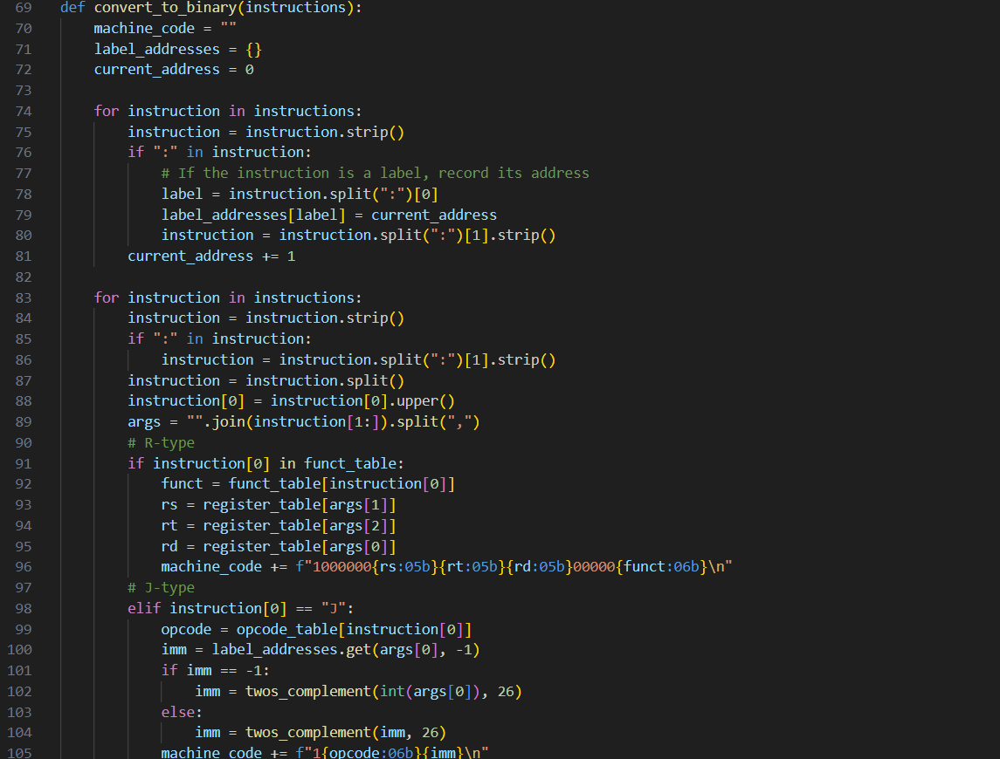 69 def convert_to_binary(instructions):
70     machine_code = ""
71     label_addresses = {}
72     current_address = 0
73
74     for instruction in instructions:
75         instruction = instruction.strip()
76         if ":" in instruction:
77             # If the instruction is a label, record its address
78             label = instruction.split(":")[0]
79             label_addresses[label] = current_address
80             instruction = instruction.split(":")[1].strip()
81         current_address += 1
82
83     for instruction in instructions:
84         instruction = instruction.strip()
85         if ":" in instruction:
86             instruction = instruction.split(":")[1].strip()
87         instruction = instruction.split()
88         instruction[0] = instruction[0].upper()
89         args = "".join(instruction[1:]).split(",")
90         # R-type
91         if instruction[0] in funct_table:
92             funct = funct_table[instruction[0]]
93             rs = register_table[args[1]]
94             rt = register_table[args[2]]
95             rd = register_table[args[0]]
96             machine_code += f"1000000{rs:05b}{rt:05b}{rd:05b}00000{funct:06b}\n"
97         # J-type
98         elif instruction[0] == "J":
99             opcode = opcode_table[instruction[0]]
100             imm = label_addresses.get(args[0], -1)
101             if imm == -1:
102                 imm = twos_complement(int(args[0]), 26)
103             else:
104                 imm = twos_complement(imm, 26)
105             machine_code += f"1{opcode:06b}{imm}\n"